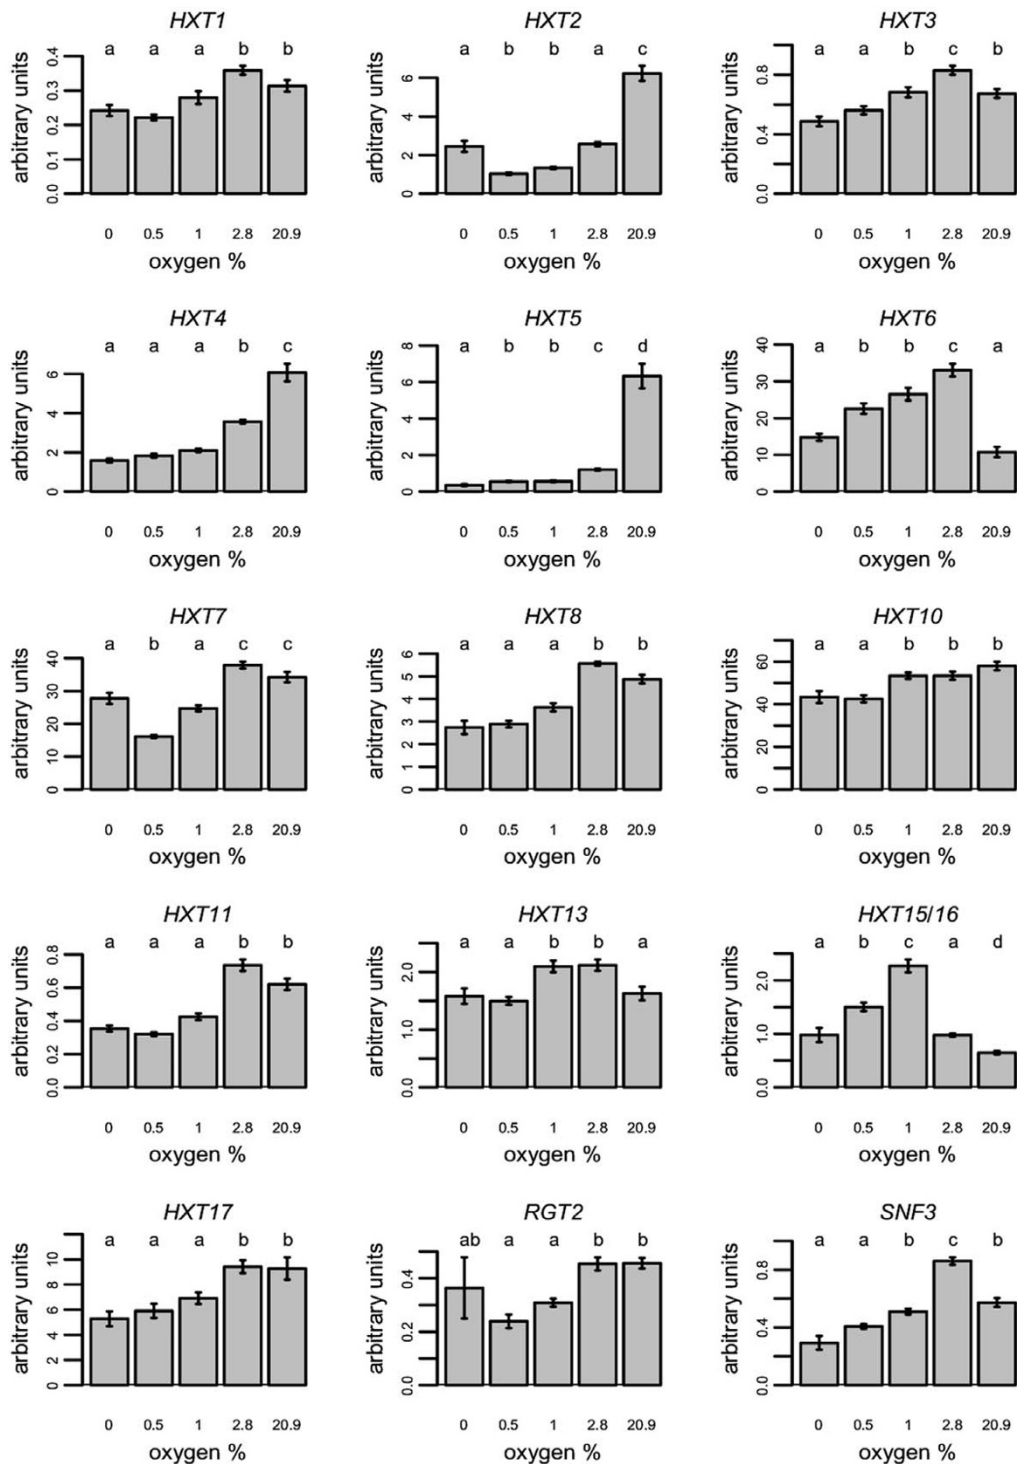 HXT1
a a a b b
arbitrary units
0.0 0.1 0.2 0.3 0.4
0 0.5 1 2.8 20.9
oxygen %
HXT2
a b b a c
arbitrary units
0 2 4 6
0 0.5 1 2.8 20.9
oxygen %
HXT3
a a b c b
arbitrary units
0.0 0.4 0.8
0 0.5 1 2.8 20.9
oxygen %
HXT4
a a a b c
arbitrary units
0 2 4 6
0 0.5 1 2.8 20.9
oxygen %
HXT5
a b b c d
arbitrary units
0 2 4 6 8
0 0.5 1 2.8 20.9
oxygen %
HXT6
a b b c a
arbitrary units
0 10 20 30 40
0 0.5 1 2.8 20.9
oxygen %
HXT7
a b a c c
arbitrary units
0 10 20 30 40
0 0.5 1 2.8 20.9
oxygen %
HXT8
a a a b b
arbitrary units
0 1 2 3 4 5 6
0 0.5 1 2.8 20.9
oxygen %
HXT10
a a b b b
arbitrary units
0 20 40 60
0 0.5 1 2.8 20.9
oxygen %
HXT11
a a a b b
arbitrary units
0.0 0.2 0.4 0.6 0.8
0 0.5 1 2.8 20.9
oxygen %
HXT13
a a b b a
arbitrary units
0.0 1.0 2.0
0 0.5 1 2.8 20.9
oxygen %
HXT15/16
a b c a d
arbitrary units
0.0 1.0 2.0
0 0.5 1 2.8 20.9
oxygen %
HXT17
a a a b b
arbitrary units
0 2 4 6 8 10
0 0.5 1 2.8 20.9
oxygen %
RGT2
ab a a b b
arbitrary units
0.0 0.2 0.4
0 0.5 1 2.8 20.9
oxygen %
SNF3
a a b c b
arbitrary units
0.0 0.4 0.8
0 0.5 1 2.8 20.9
oxygen %